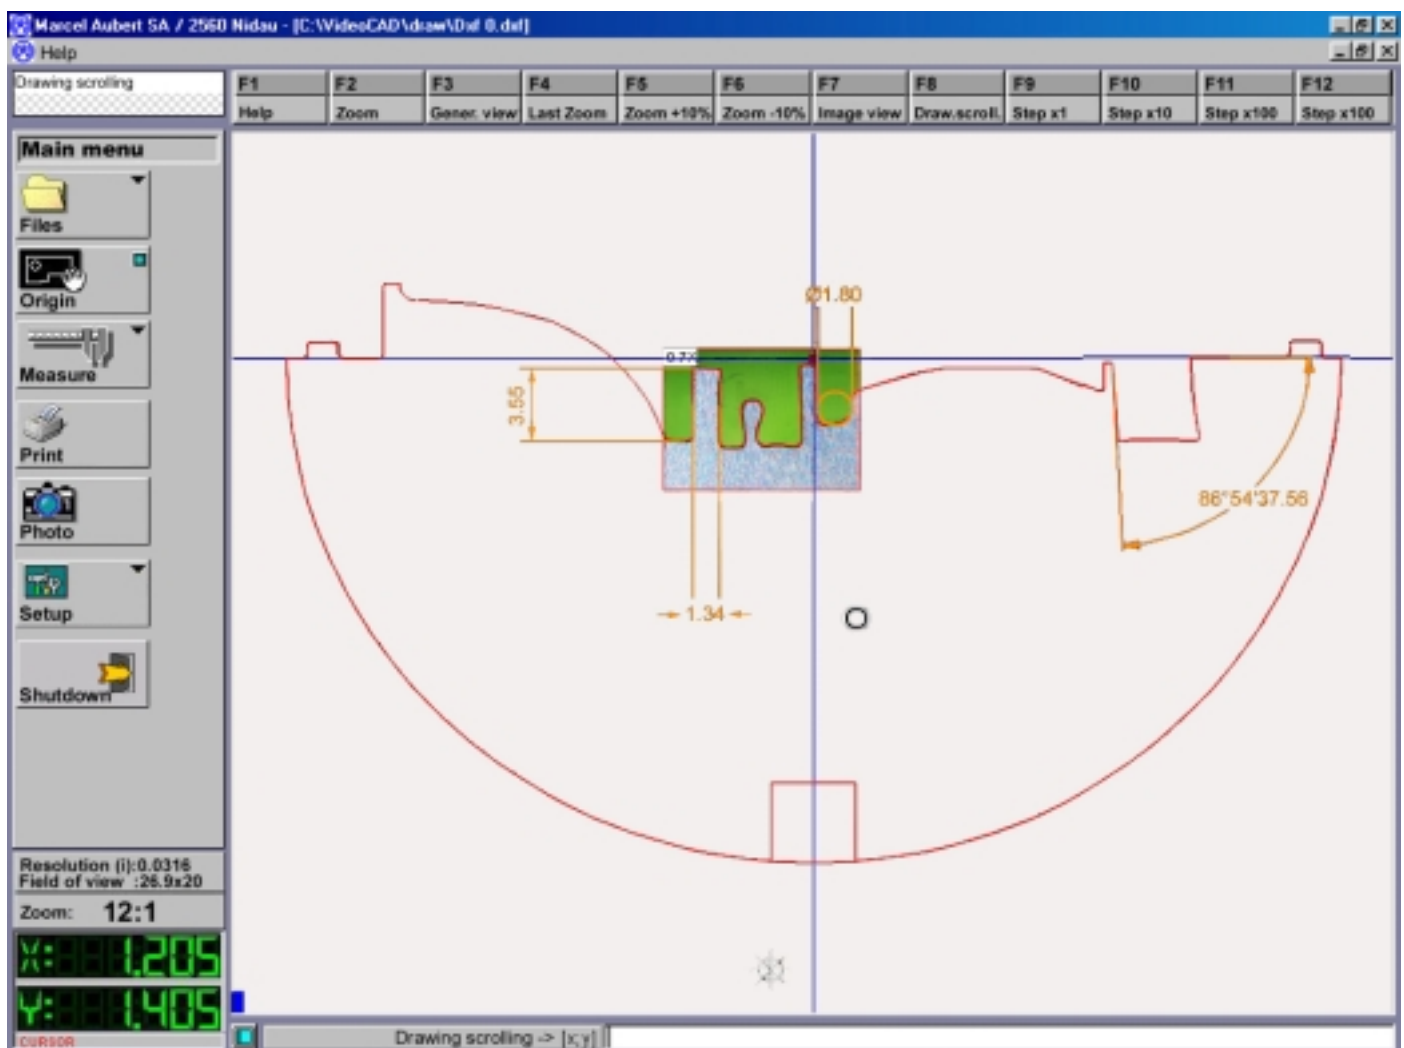 Marcel Aubert SA / 2560 Nidau - [C:\VideoCAD\draw\Dxf 0.dxf]
Help
Drawing scrolling
F1 F2 F3 F4 F5 F6 F7 F8 F9 F10 F11 F12
Help Zoom Gener. view Last Zoom Zoom +10% Zoom -10% Image view Draw.scroll. Step x1 Step x10 Step x100 Step x100
Main menu
Files
Origin
Measure
Print
Photo
Setup
Shutdown
Ø1.80
3.55
1.34
86°54'37.56
Resolution (i):0.0316
Field of view :26.9x20
Zoom: 12:1
X: 1.205
Y: 1.405
CURSOR
Drawing scrolling -> [x; y]